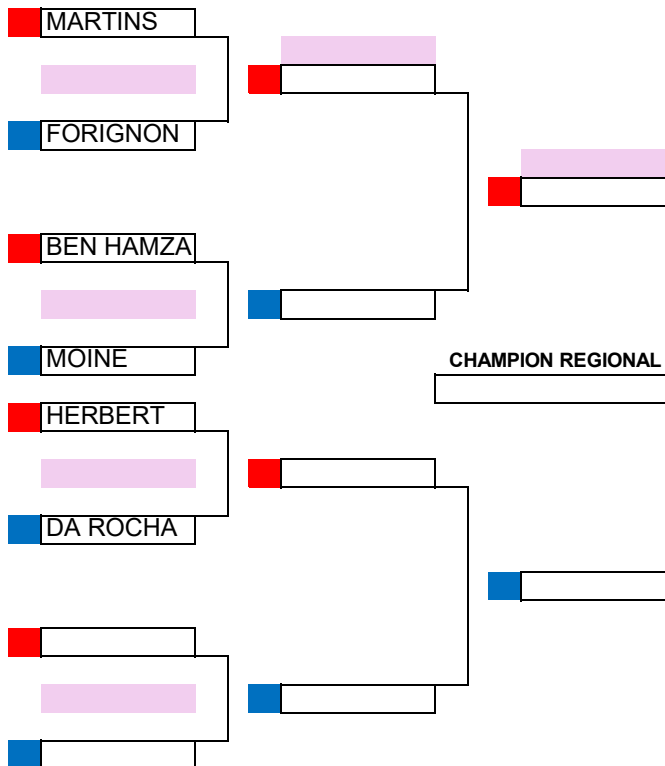 MARTINS
FORIGNON
BEN HAMZA
MOINE
CHAMPION REGIONAL
HERBERT
DA ROCHA